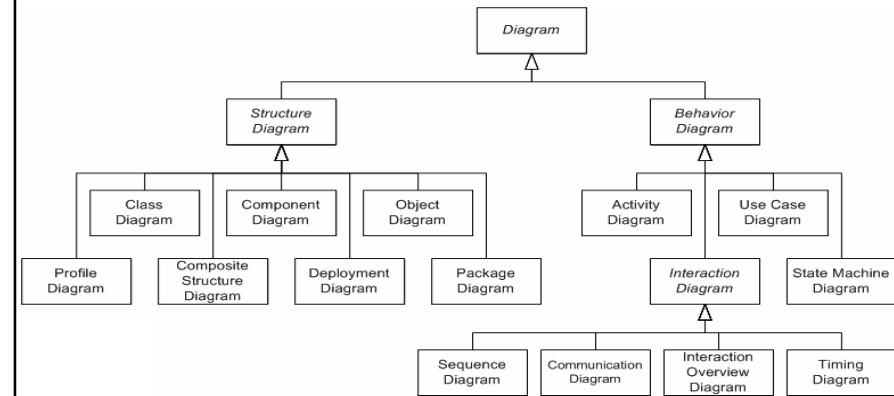 Diagram
Structure
Diagram
Behavior
Diagram
Class
Diagram
Component
Diagram
Object
Diagram
Activity
Diagram
Use Case
Diagram
Profile
Diagram
Composite
Structure
Diagram
Deployment
Diagram
Package
Diagram
Interaction
Diagram
State Machine
Diagram
Sequence
Diagram
Communication
Diagram
Interaction
Overview
Diagram
Timing
Diagram